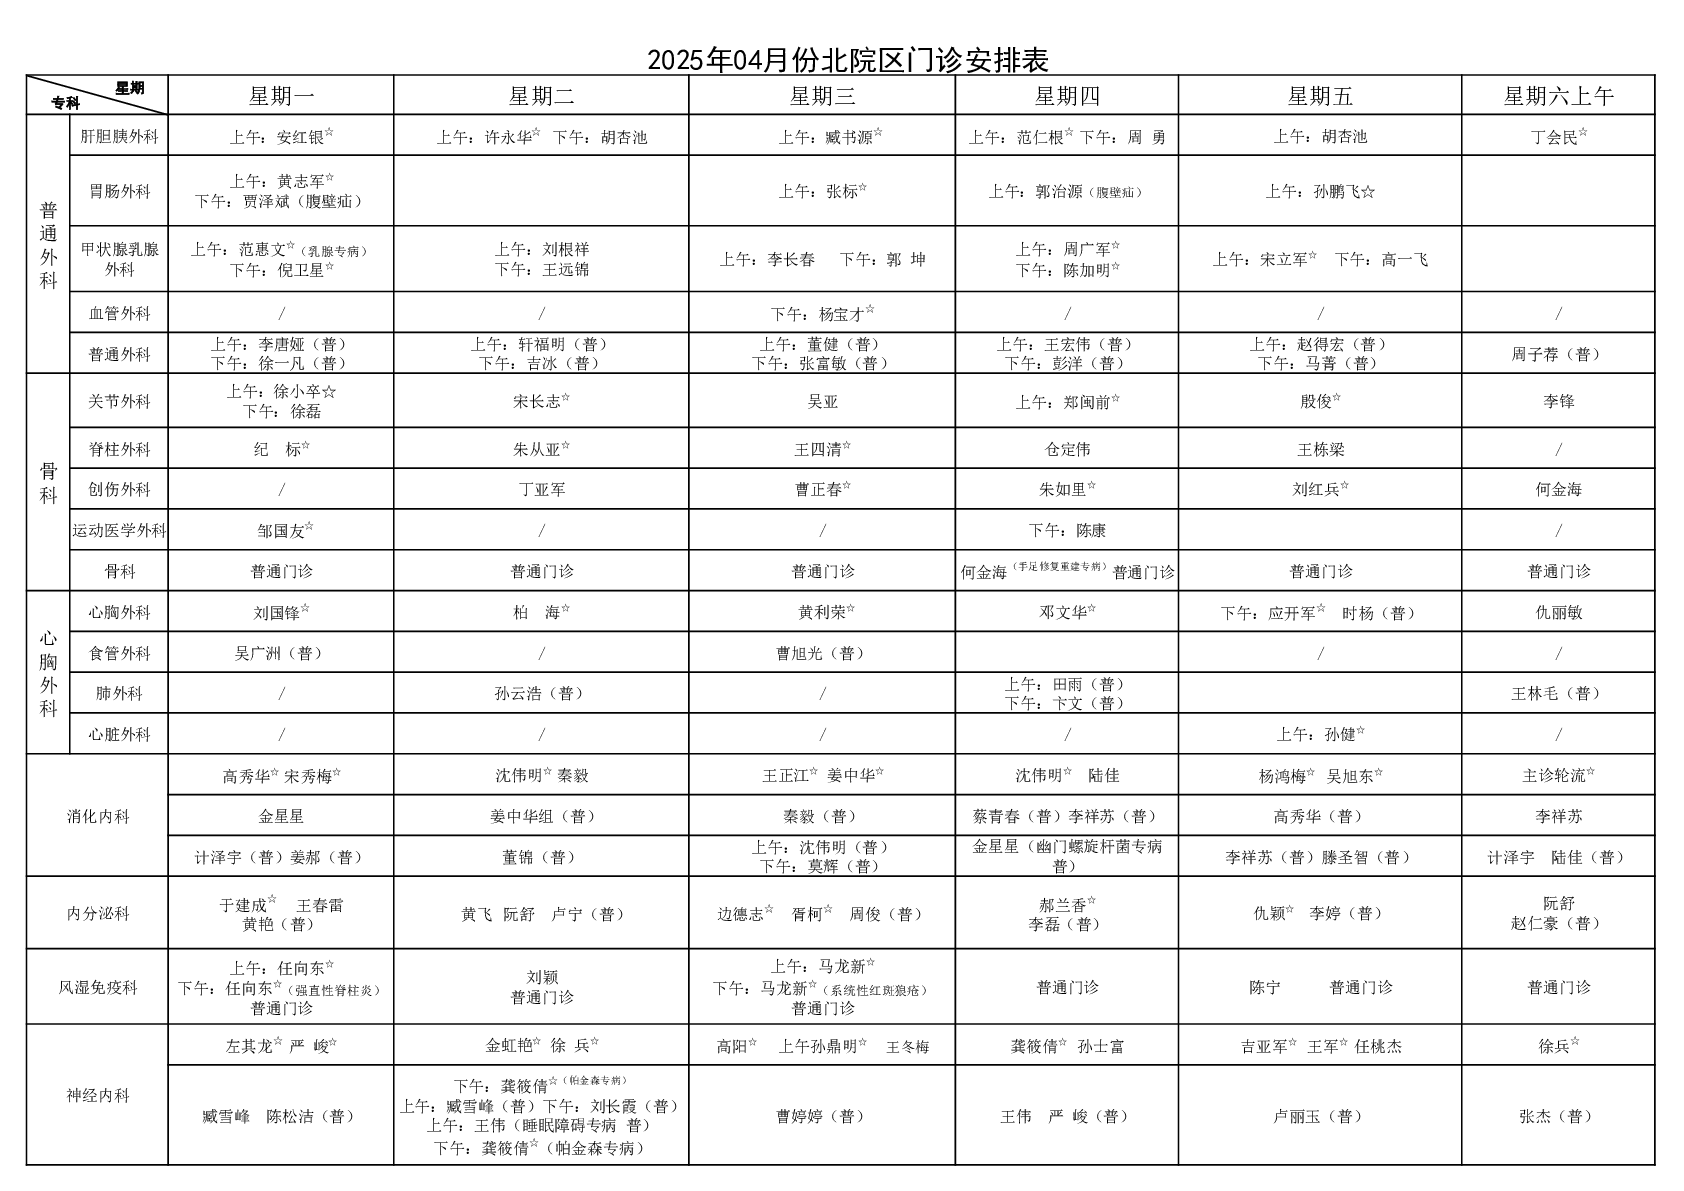 2025年04月份北院区门诊安排表
星期
专科
星期一 星期二 星期三 星期四 星期五 星期六上午
普通外科
肝胆胰外科 上午：安红银☆ 上午：许永华☆ 下午：胡杏池 上午：臧书源☆ 上午：范仁根☆ 下午：周 勇 上午：胡杏池 丁会民☆
胃肠外科 上午：黄志军☆
下午：贾泽斌（腹壁疝） 上午：张标☆ 上午：郭治源（腹壁疝） 上午：孙鹏飞☆
甲状腺乳腺
外科 上午：范惠文☆（乳腺专病）
下午：倪卫星☆ 上午：刘根祥
下午：王远锦 上午：李长春 下午：郭 坤 上午：周广军☆
下午：陈加明☆ 上午：宋立军☆ 下午：高一飞
血管外科 / / 下午：杨宝才☆ / / /
普通外科 上午：李唐娅（普）
下午：徐一凡（普） 上午：轩福明（普）
下午：吉冰（普） 上午：董健（普）
下午：张富敏（普） 上午：王宏伟（普）
下午：彭洋（普） 上午：赵得宏（普）
下午：马菁（普） 周子荐（普）
骨科
关节外科 上午：徐小卒☆
下午：徐磊 宋长志☆ 吴亚 上午：郑闽前☆ 殷俊☆ 李锋
脊柱外科 纪 标☆ 朱从亚☆ 王四清☆ 仓定伟 王栋梁 /
创伤外科 / 丁亚军 曹正春☆ 朱如里☆ 刘红兵☆ 何金海
运动医学外科 邹国友☆ / / 下午：陈康 /
骨科 普通门诊 普通门诊 普通门诊 何金海（手足修复重建专病）普通门诊 普通门诊 普通门诊
心胸外科
心胸外科 刘国锋☆ 柏 海☆ 黄利荣☆ 邓文华☆ 下午：应开军☆ 时杨（普） 仇丽敏
食管外科 吴广洲（普） / 曹旭光（普） / /
肺外科 / 孙云浩（普） / 上午：田雨（普）
下午：卞文（普） 王林毛（普）
心脏外科 / / / / 上午：孙健☆ /
消化内科
高秀华☆ 宋秀梅☆ 沈伟明☆ 秦毅 王正江☆ 姜中华☆ 沈伟明☆ 陆佳 杨鸿梅☆ 吴旭东☆ 主诊轮流☆
金星星 姜中华组（普） 秦毅（普） 蔡青春（普）李祥苏（普） 高秀华（普） 李祥苏
计泽宇（普）姜郝（普） 董锦（普） 上午：沈伟明（普）
下午：莫辉（普） 金星星（幽门螺旋杆菌专病
普） 李祥苏（普）滕圣智（普） 计泽宇 陆佳（普）
内分泌科 于建成☆ 王春雷
黄艳（普） 黄飞 阮舒 卢宁（普） 边德志☆ 胥柯☆ 周俊（普） 郝兰香☆
李磊（普） 仇颖☆ 李婷（普） 阮舒
赵仁豪（普）
风湿免疫科 上午：任向东☆
下午：任向东☆（强直性脊柱炎）
普通门诊 刘颖
普通门诊 上午：马龙新☆
下午：马龙新☆（系统性红斑狼疮）
普通门诊 普通门诊 陈宁 普通门诊 普通门诊
神经内科
左其龙☆ 严 峻☆ 金虹艳☆ 徐 兵☆ 高阳☆ 上午孙鼎明☆ 王冬梅 龚筱倩☆ 孙士富 吉亚军☆ 王军☆ 任桃杰 徐兵☆
臧雪峰 陈松洁（普） 下午：龚筱倩☆（帕金森专病）
上午：臧雪峰（普）下午：刘长霞（普）
上午：王伟（睡眠障碍专病 普）
下午：龚筱倩☆（帕金森专病） 曹婷婷（普） 王伟 严 峻（普） 卢丽玉（普） 张杰（普）